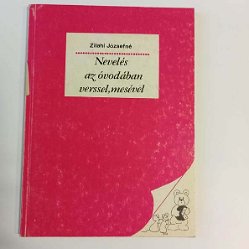 Zilahi Józsefné
Nevelés
az óvodában
verssel, mesével